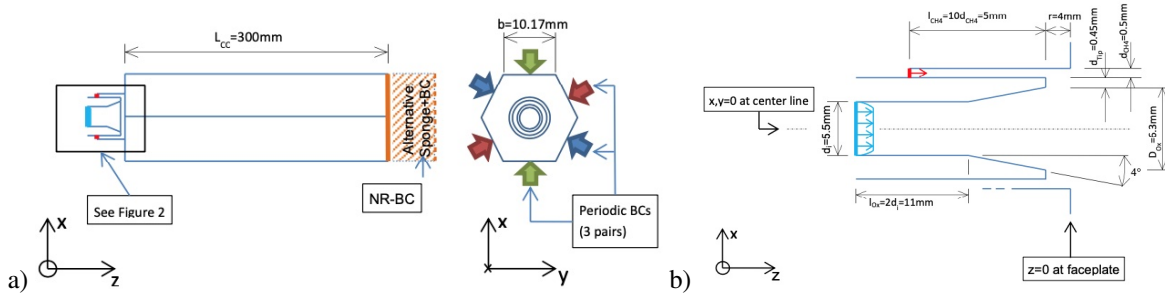 L_CC=300mm
Alternative
Sponge+BC
See Figure 2
NR-BC
x
z
a)
b=10.17mm
Periodic BCs
(3 pairs)
x
y
b)
l_CH4=10d_CH4=5mm
r=4mm
d_Tip=0.45mm
d_CH4=0.5mm
x,y=0 at center line
d_i=5.5mm
D_Ox=6.3mm
4°
l_Ox=2d_i=11mm
x
z
z=0 at faceplate